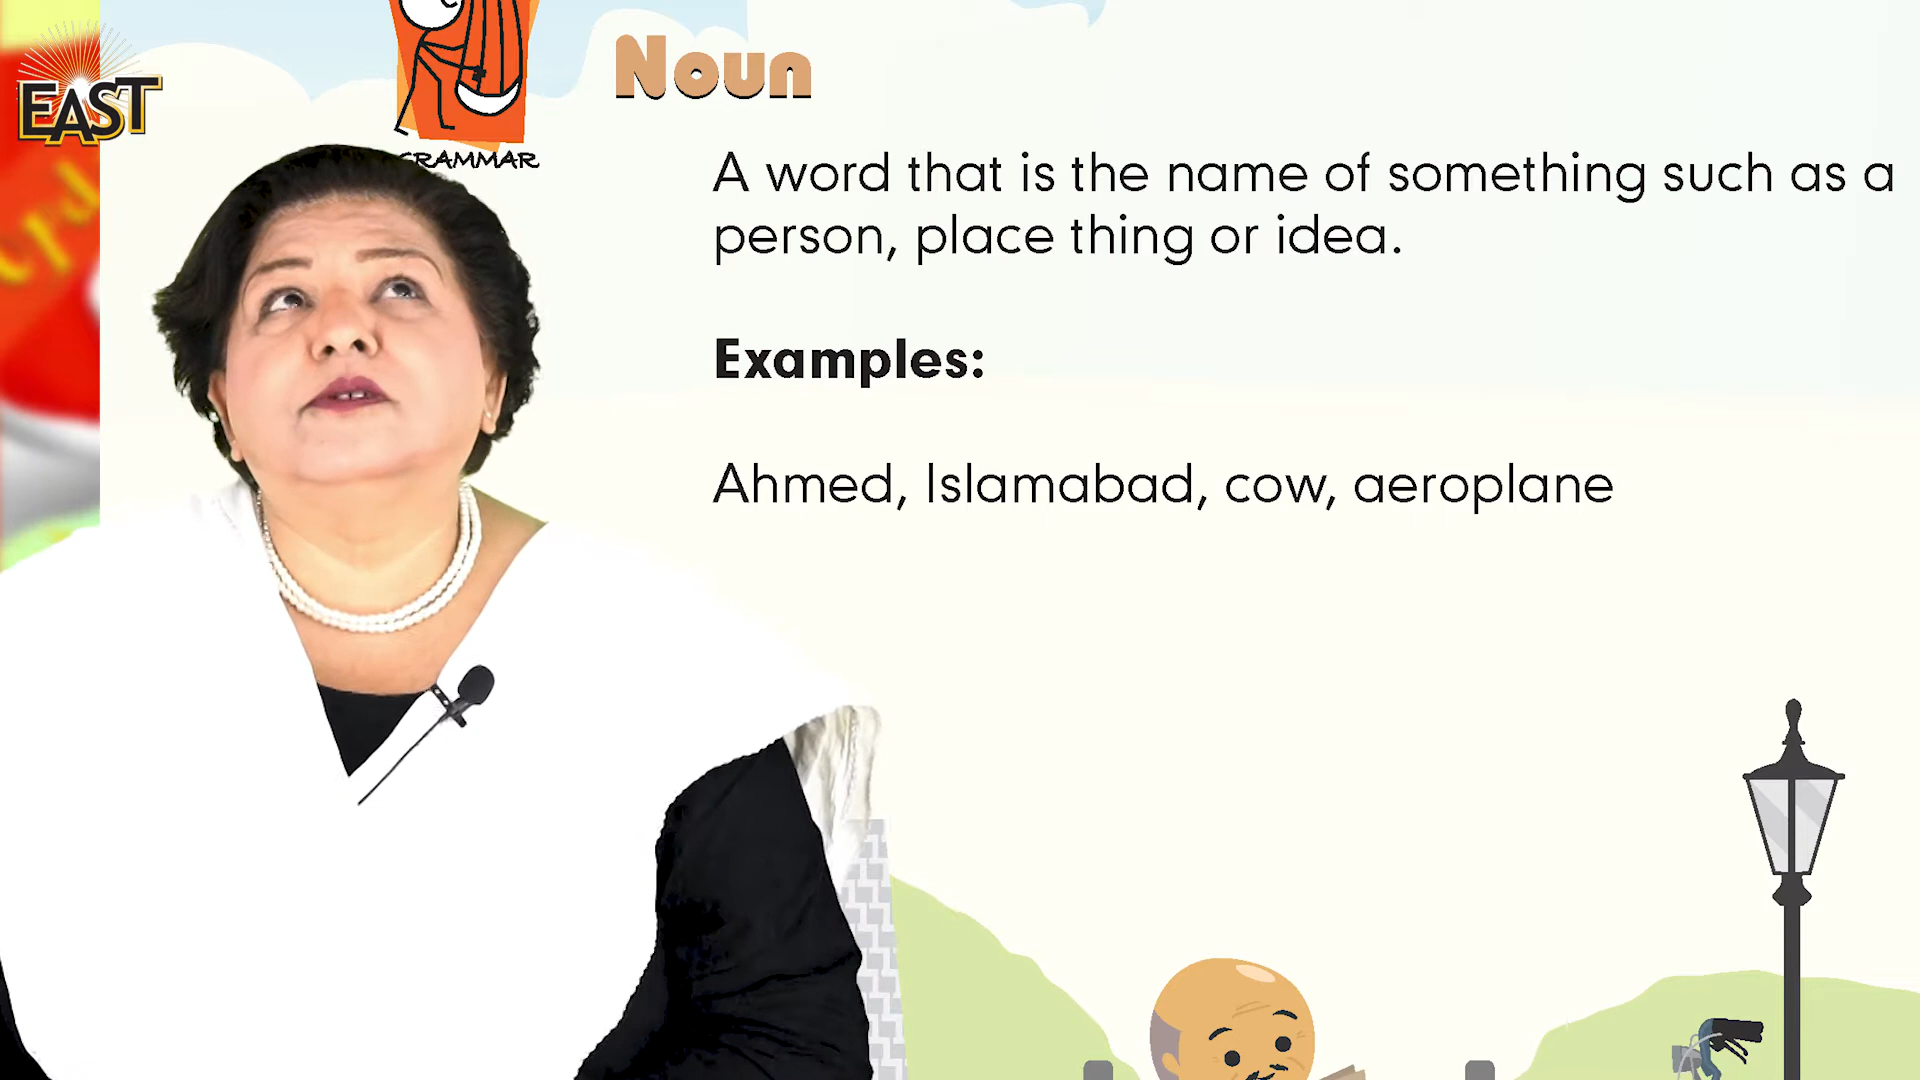 EAST
Noun
GRAMMAR
A word that is the name of something such as a
person, place thing or idea.
Examples:
Ahmed, Islamabad, cow, aeroplane